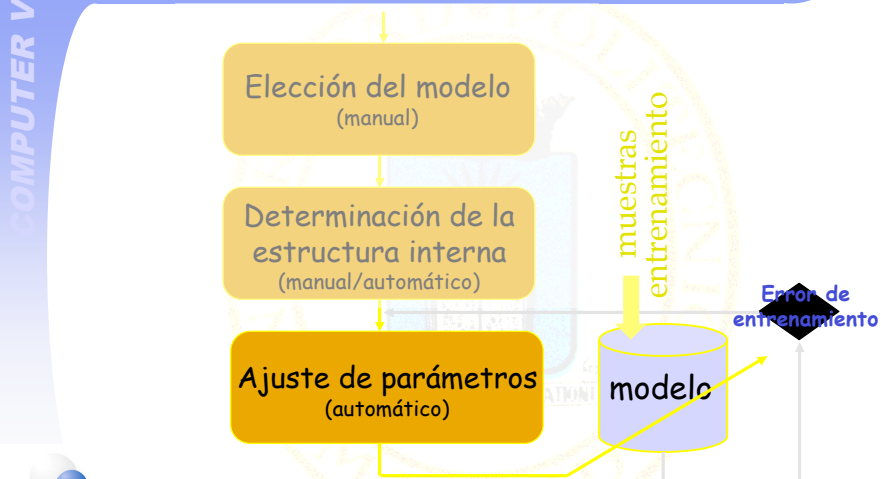 COMPUTER V
Elección del modelo
(manual)
Determinación de la
estructura interna
(manual/automático)
Ajuste de parámetros
(automático)
muestras
entrenamiento
modelo
Error de
entrenamiento